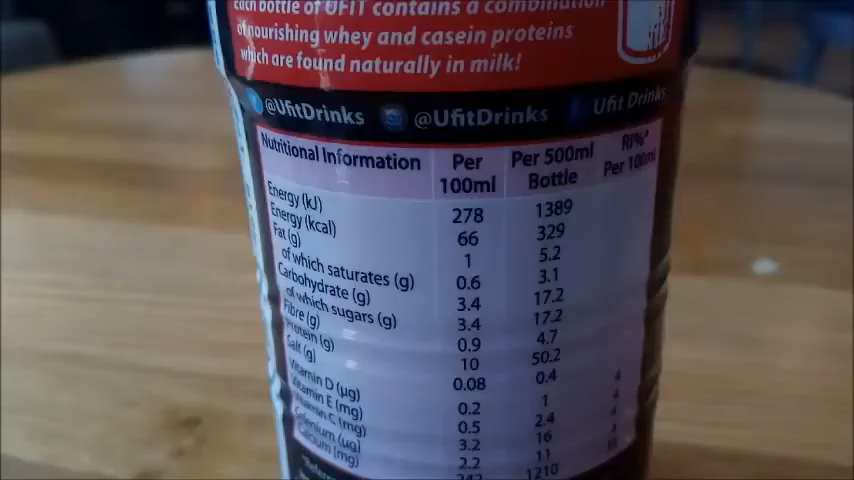 Each bottle of UFIT contains a combination
of nourishing whey and casein proteins
which are found naturally in milk!
@UfitDrinks @UfitDrinks Ufit Drinks
Nutritional Information Per 100ml Per 500ml Bottle RI%* Per 100ml
Energy (kJ) 278 1389
Energy (kcal) 66 329
Fat (g) 1 5.2
of which saturates (g) 0.6 3.1
Carbohydrate (g) 3.4 17.2
of which sugars (g) 3.4 17.2
Fibre (g) 0.9 4.7
Protein (g) 10 50.2
Salt (g) 0.08 0.4
Vitamin D (µg) 0.2 1 4
Vitamin E (mg) 0.5 2.4 4
Vitamin C (mg) 3.2 16 4
Selenium (µg) 2.2 11 4
Calcium (mg) 242 1210